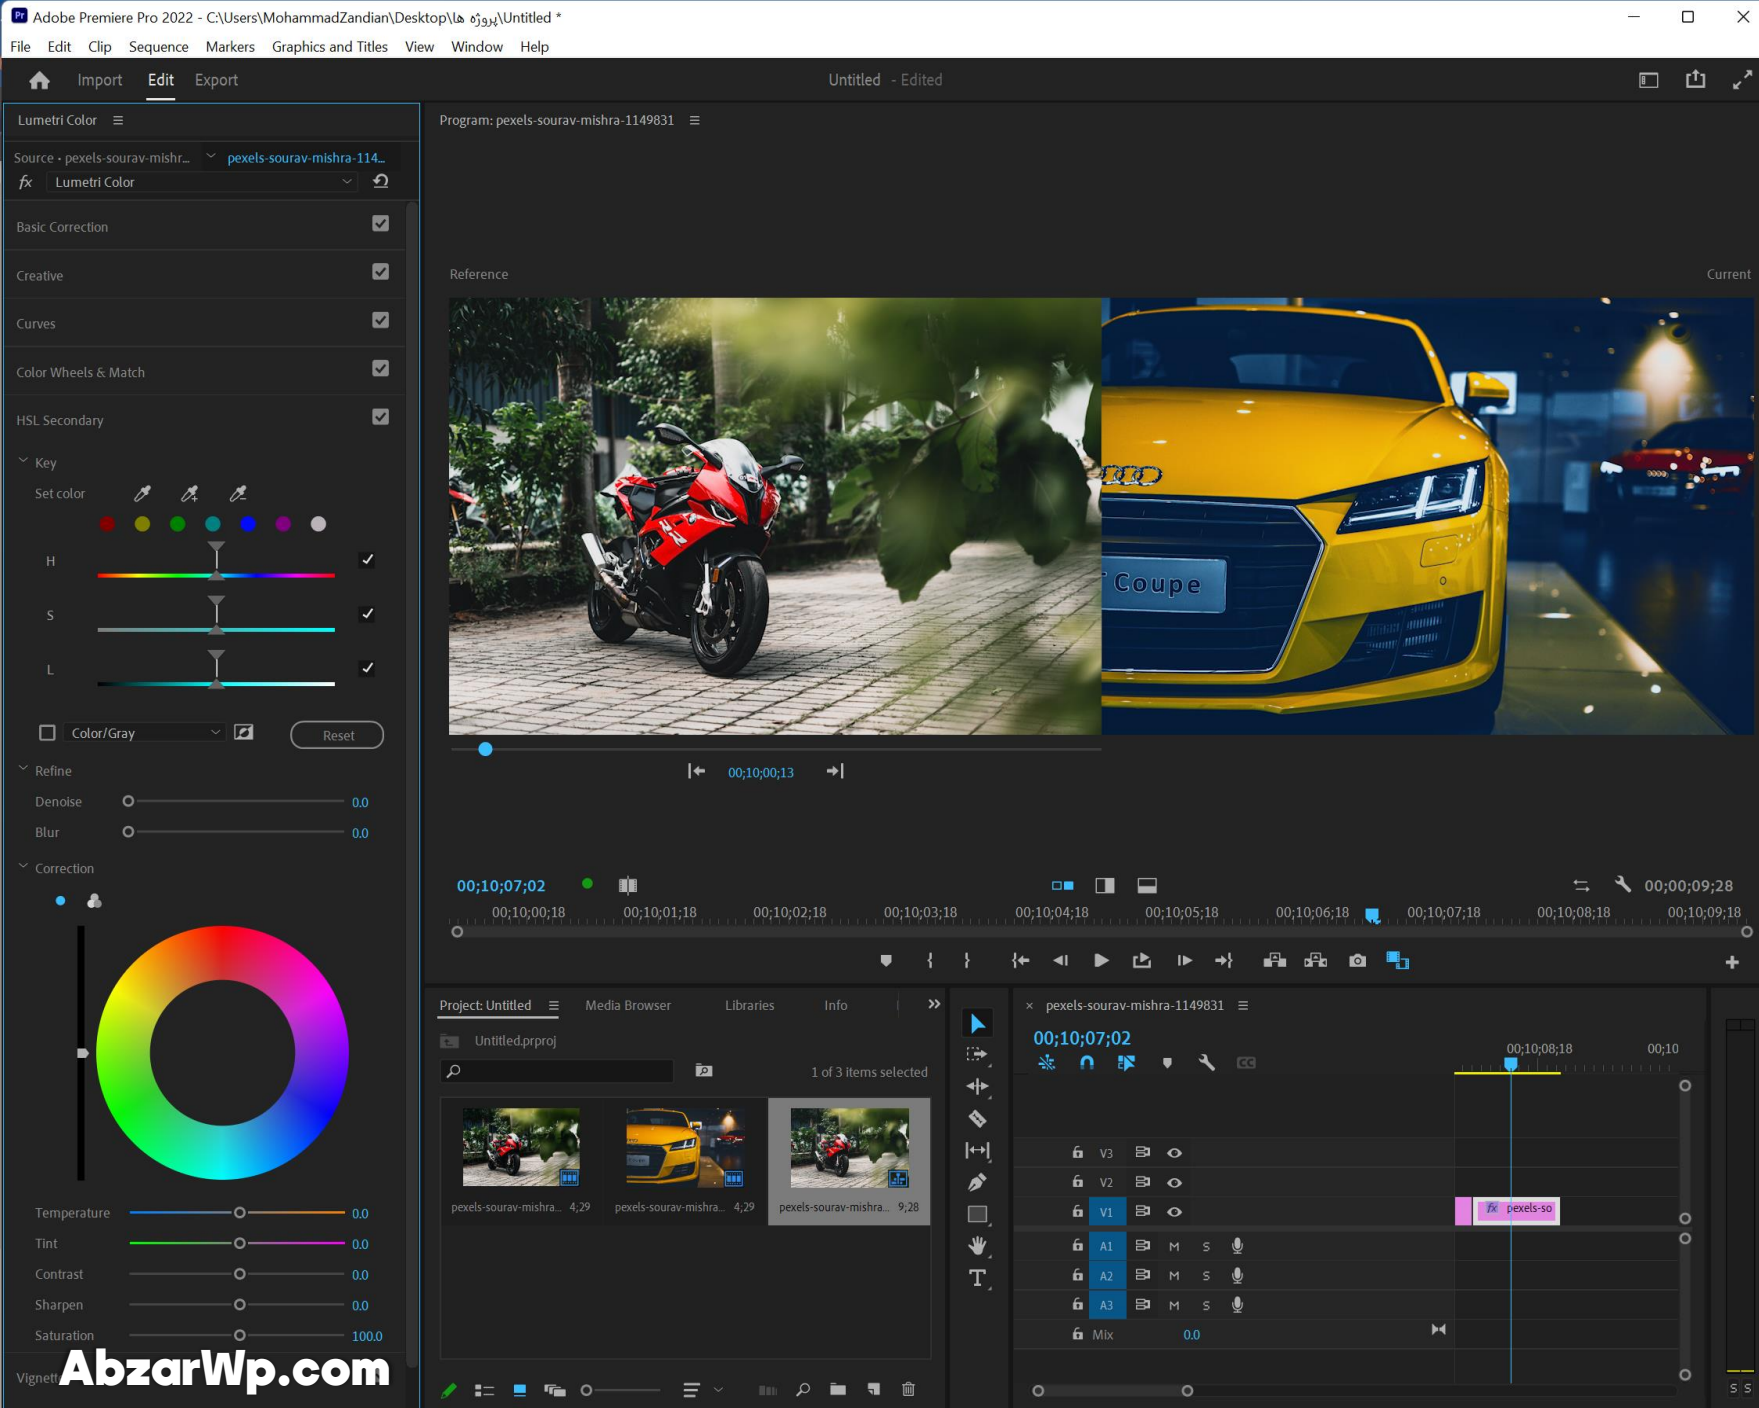 Pr Adobe Premiere Pro 2022 - C:\Users\MohammadZandian\Desktop\پروژه ها\Untitled *
File Edit Clip Sequence Markers Graphics and Titles View Window Help
Import Edit Export
Untitled - Edited
Lumetri Color
Source • pexels-sourav-mishr... pexels-sourav-mishra-114...
fx Lumetri Color
Basic Correction
Creative
Curves
Color Wheels & Match
HSL Secondary
Key
Set color
H
S
L
Color/Gray Reset
Refine
Denoise 0.0
Blur 0.0
Correction
Temperature 0.0
Tint 0.0
Contrast 0.0
Sharpen 0.0
Saturation 100.0
AbzarWp.com
Program: pexels-sourav-mishra-1149831
Reference Current
RR
Coupe
00;10;00;13
00;10;07;02 00;00;09;28
00;10;00;18 00;10;01;18 00;10;02;18 00;10;03;18 00;10;04;18 00;10;05;18 00;10;06;18 00;10;07;18 00;10;08;18 00;10;09;18
Project: Untitled Media Browser Libraries Info
Untitled.prproj
1 of 3 items selected
pexels-sourav-mishra... 4;29 pexels-sourav-mishra... 4;29 pexels-sourav-mishra... 9;28
× pexels-sourav-mishra-1149831
00;10;07;02
00;10;08;18 00;10
CC
V3
V2
V1 fx pexels-so
A1 M S
A2 M S
A3 M S
Mix 0.0
S S